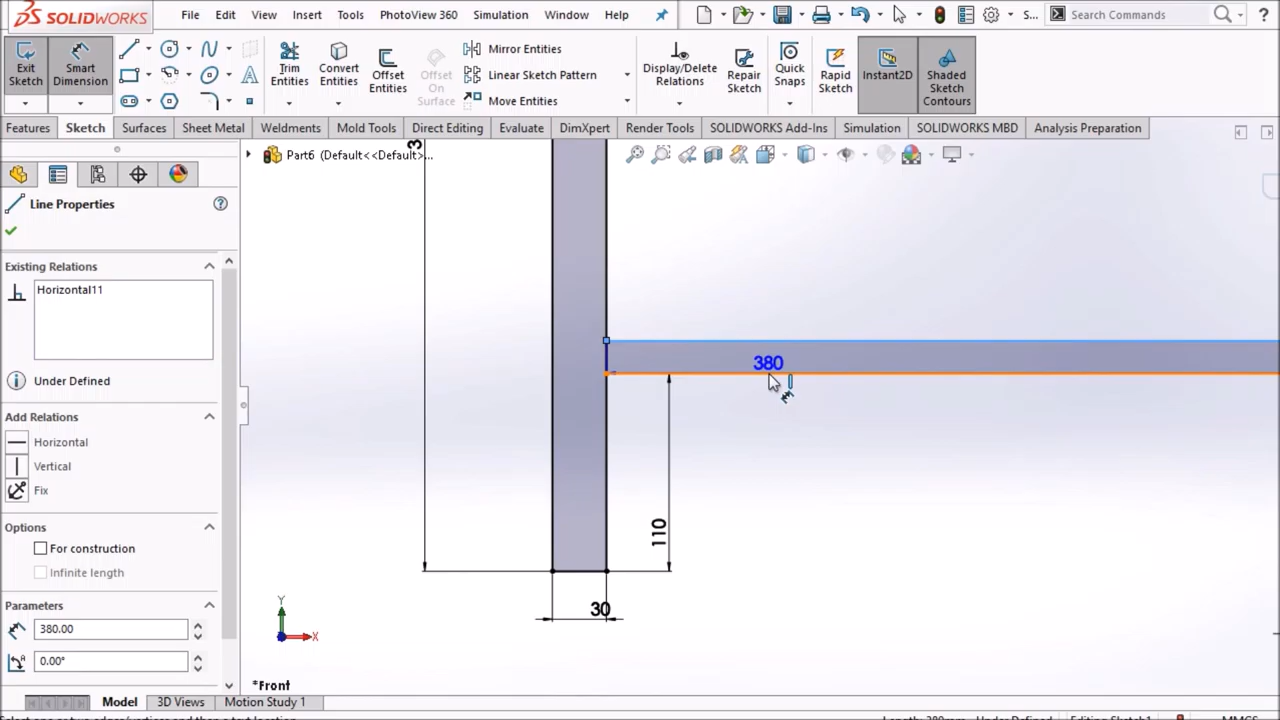 SOLIDWORKS File Edit View Insert Tools PhotoView 360 Simulation Window Help S... Search Commands ?
Exit Sketch
Smart Dimension
Trim Entities
Convert Entities
Offset Entities
Offset On Surface
Mirror Entities
Linear Sketch Pattern
Move Entities
Display/Delete Relations
Repair Sketch
Quick Snaps
Rapid Sketch
Instant2D
Shaded Sketch Contours
Features Sketch Surfaces Sheet Metal Weldments Mold Tools Direct Editing Evaluate DimXpert Render Tools SOLIDWORKS Add-Ins Simulation SOLIDWORKS MBD Analysis Preparation
Part6 (Default<<Default>...
Line Properties
Existing Relations
Horizontal11
Under Defined
Add Relations
Horizontal
Vertical
Fix
Options
For construction
Infinite length
Parameters
380.00
0.00°
3
380
110
30
Y
X
*Front
Model 3D Views Motion Study 1